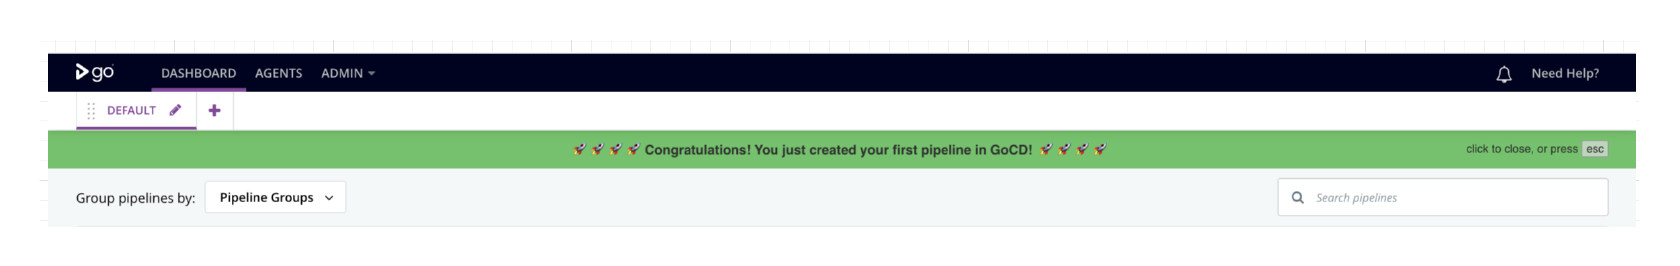 go DASHBOARD AGENTS ADMIN Need Help?
DEFAULT +
🚀 🚀 🚀 🚀 Congratulations! You just created your first pipeline in GoCD! 🚀 🚀 🚀 🚀 click to close, or press esc
Group pipelines by: Pipeline Groups Search pipelines